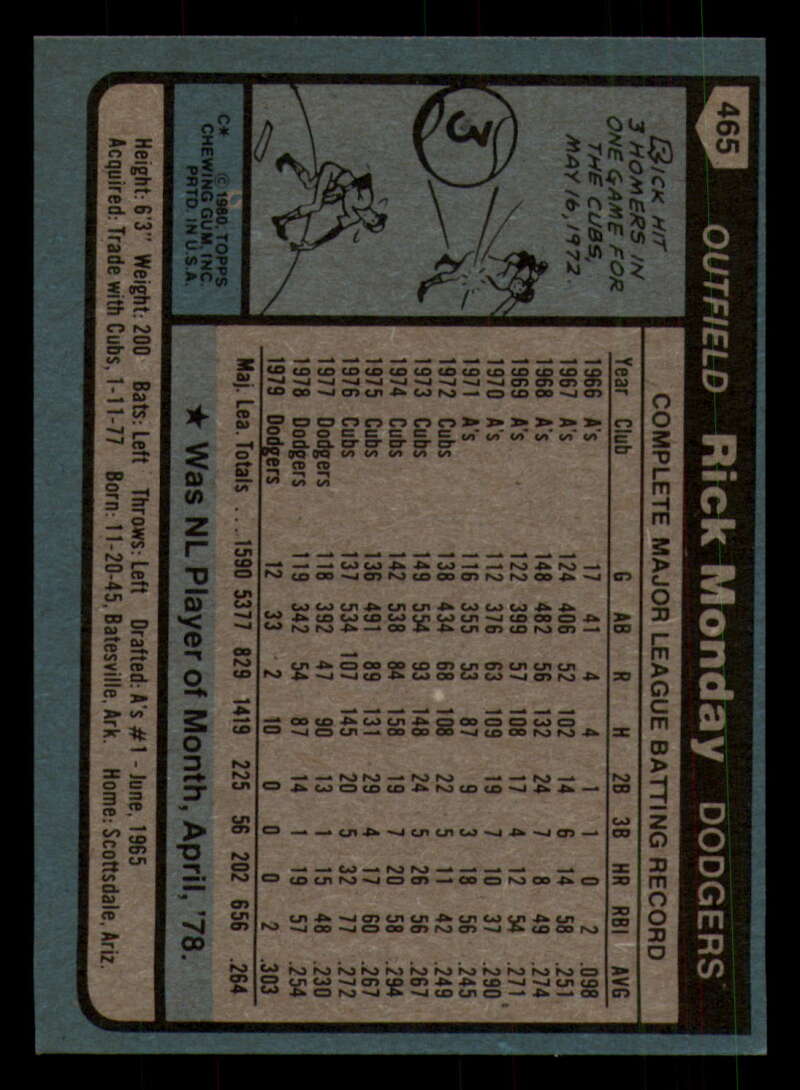 465 OUTFIELD Rick Monday DODGERS
RICK HIT
3 HOMERS IN
ONE GAME FOR
THE CUBS,
MAY 16, 1972.
C* © 1980, TOPPS
CHEWING GUM, INC.
PRTD. IN U.S.A.
COMPLETE MAJOR LEAGUE BATTING RECORD
Year Club G AB R H 2B 3B HR RBI AVG
1966 A's 17 41 4 4 1 1 0 2 .098
1967 A's 124 406 52 102 14 6 14 58 .251
1968 A's 148 482 56 132 24 7 8 49 .274
1969 A's 122 399 57 108 17 4 12 54 .271
1970 A's 112 376 63 109 19 7 10 37 .290
1971 A's 116 355 53 87 9 3 18 56 .245
1972 Cubs 138 434 68 108 22 5 11 42 .249
1973 Cubs 149 554 93 148 24 5 26 56 .267
1974 Cubs 142 538 84 158 19 7 20 58 .294
1975 Cubs 136 491 89 131 29 4 17 60 .267
1976 Cubs 137 534 107 145 20 5 32 77 .272
1977 Dodgers 118 392 47 90 13 1 15 48 .230
1978 Dodgers 119 342 54 87 14 1 19 57 .254
1979 Dodgers 12 33 2 10 0 0 0 2 .303
Maj. Lea. Totals ... 1590 5377 829 1419 225 56 202 656 .264
★ Was NL Player of Month, April, '78.
Height: 6'3" Weight: 200 Bats: Left Throws: Left Drafted: A's #1 - June, 1965
Acquired: Trade with Cubs, 1-11-77 Born: 11-20-45, Batesville, Ark. Home: Scottsdale, Ariz.